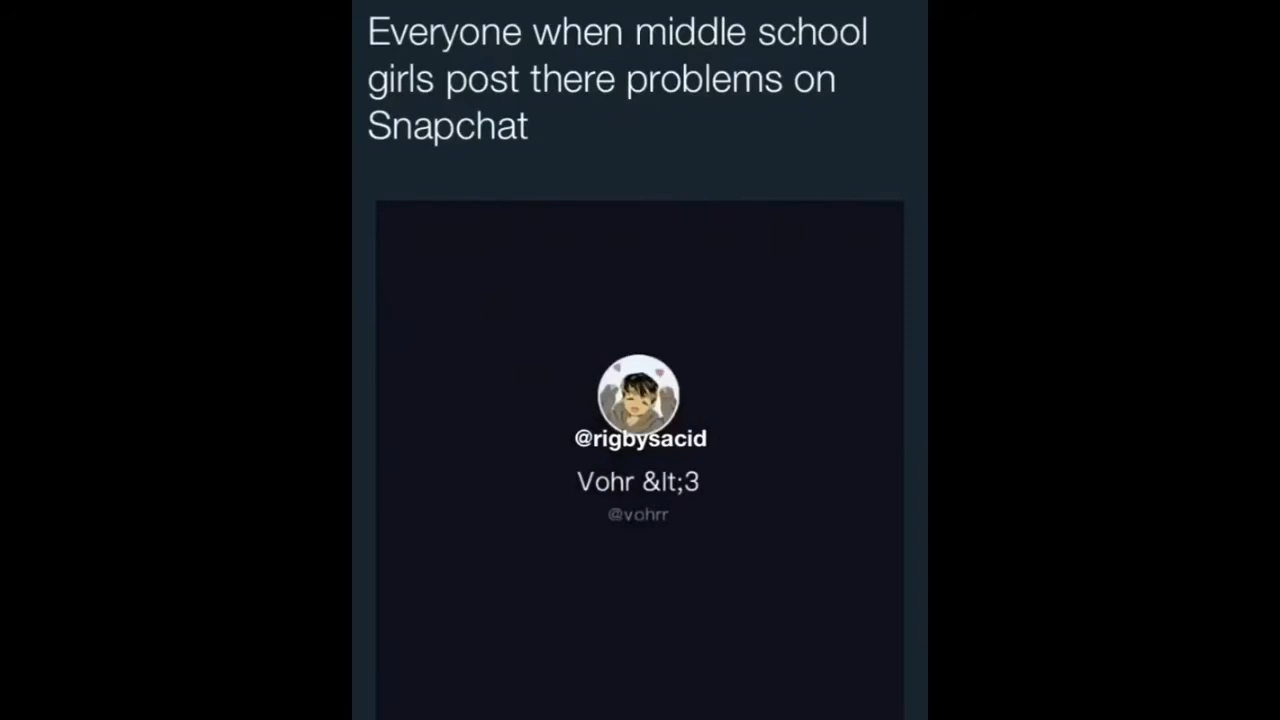 Everyone when middle school
girls post there problems on
Snapchat
@rigbysacid
Vohr &lt;3
@vohrr